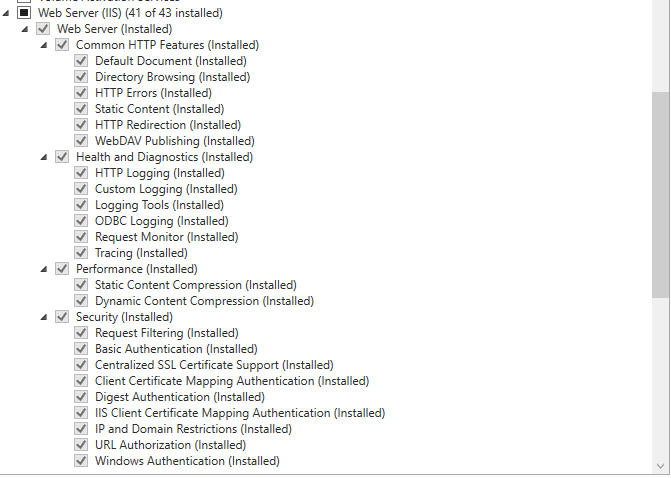 Volume Activation Services
Web Server (IIS) (41 of 43 installed)
Web Server (Installed)
Common HTTP Features (Installed)
Default Document (Installed)
Directory Browsing (Installed)
HTTP Errors (Installed)
Static Content (Installed)
HTTP Redirection (Installed)
WebDAV Publishing (Installed)
Health and Diagnostics (Installed)
HTTP Logging (Installed)
Custom Logging (Installed)
Logging Tools (Installed)
ODBC Logging (Installed)
Request Monitor (Installed)
Tracing (Installed)
Performance (Installed)
Static Content Compression (Installed)
Dynamic Content Compression (Installed)
Security (Installed)
Request Filtering (Installed)
Basic Authentication (Installed)
Centralized SSL Certificate Support (Installed)
Client Certificate Mapping Authentication (Installed)
Digest Authentication (Installed)
IIS Client Certificate Mapping Authentication (Installed)
IP and Domain Restrictions (Installed)
URL Authorization (Installed)
Windows Authentication (Installed)